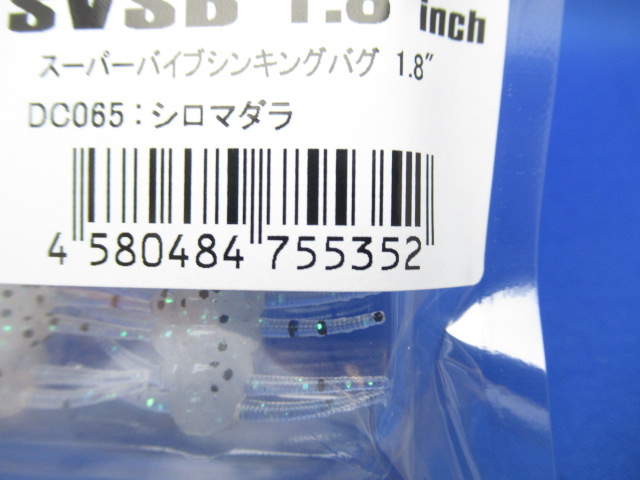 SVSB 1.8 inch
スーパーバイブシンキングバグ 1.8"
DC065：シロマダラ
4 580484 755352